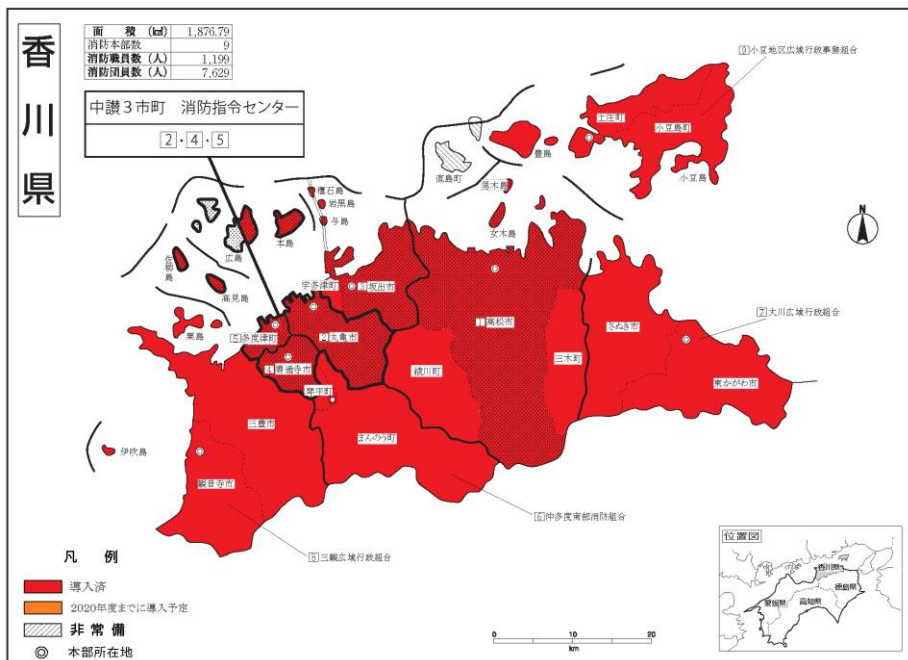 香川県
面 積 (㎢) 1,876.79
消防本部数 9
消防職員数（人） 1,199
消防団員数（人） 7,629
中讃３市町 消防指令センター
2・4・5
9小豆地区広域行政事務組合
土庄町
小豆島町
小豆島
豊島
直島町
男木島
女木島
櫃石島
岩黒島
与島
本島
広島
佐柳島
高見島
粟島
宇多津町
3坂出市
1高松市
5多度津町
2丸亀市
4善通寺市
琴平町
綾川町
三木町
さぬき市
7大川広域行政組合
東かがわ市
三豊市
まんのう町
伊吹島
観音寺市
6仲多度南部消防組合
8三観広域行政組合
N
凡 例
導入済
2020年度までに導入予定
非常備
本部所在地
0 10 20
km
位置図
香川県
徳島県
愛媛県
高知県